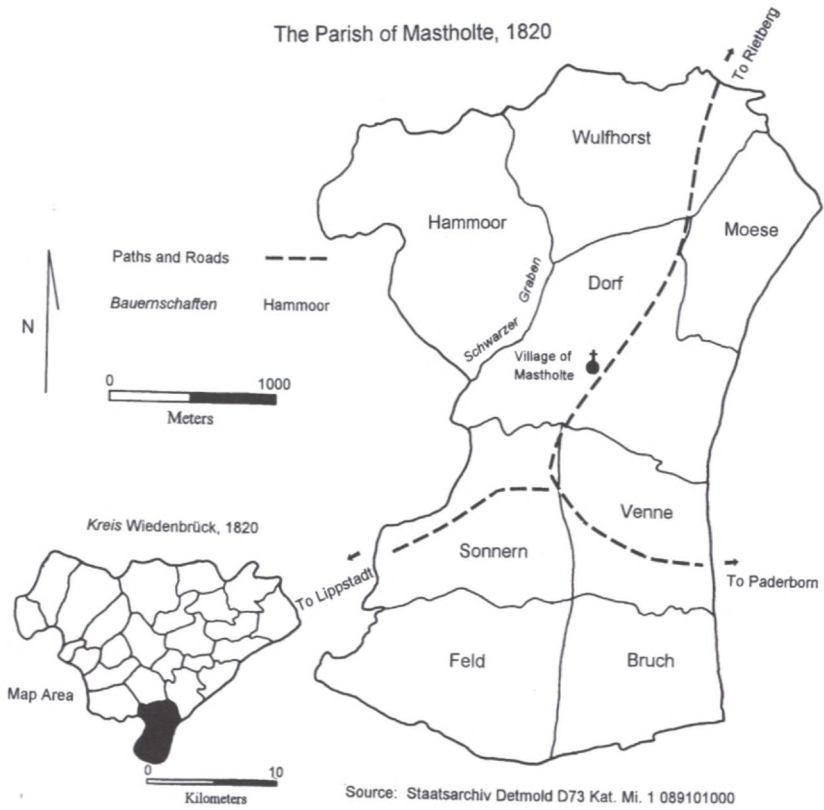 The Parish of Mastholte, 1820
To Rietberg
Wulfhorst
Hammoor
Moese
Paths and Roads
Dorf
Bauernschaften Hammoor
Schwarzer Graben
N
Village of
Mastholte
0 1000
Meters
Venne
Kreis Wiedenbrück, 1820
Sonnern
To Lippstadt
To Paderborn
Feld
Bruch
Map Area
0 10
Kilometers
Source: Staatsarchiv Detmold D73 Kat. Mi. 1 089101000